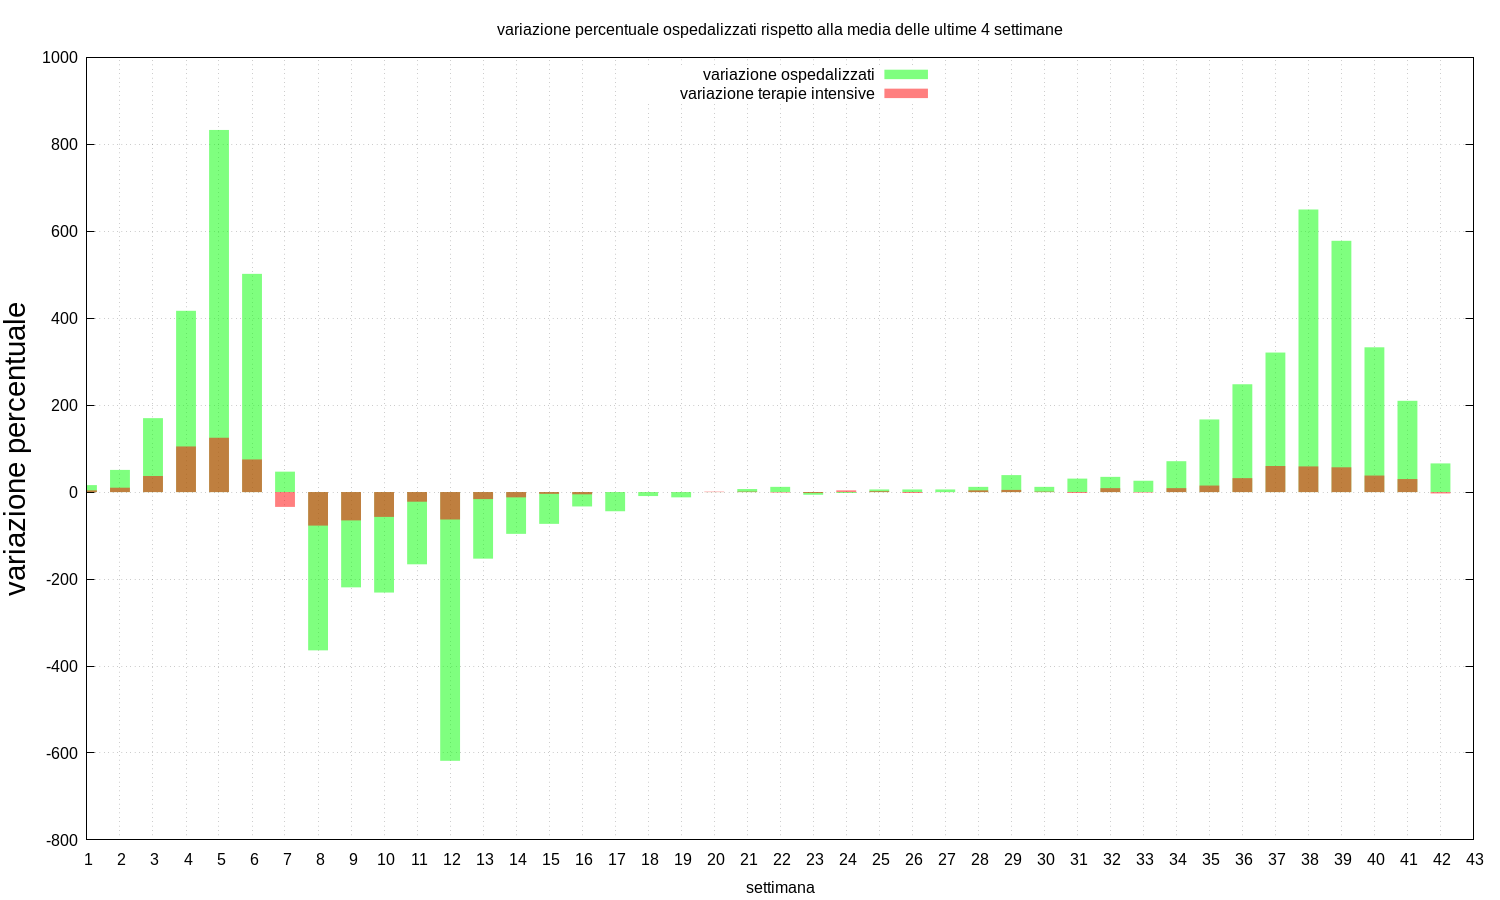 variazione percentuale ospedalizzati rispetto alla media delle ultime 4 settimane
variazione ospedalizzati
variazione terapie intensive
variazione percentuale
1000
800
600
400
200
0
-200
-400
-600
-800
1 2 3 4 5 6 7 8 9 10 11 12 13 14 15 16 17 18 19 20 21 22 23 24 25 26 27 28 29 30 31 32 33 34 35 36 37 38 39 40 41 42 43
settimana